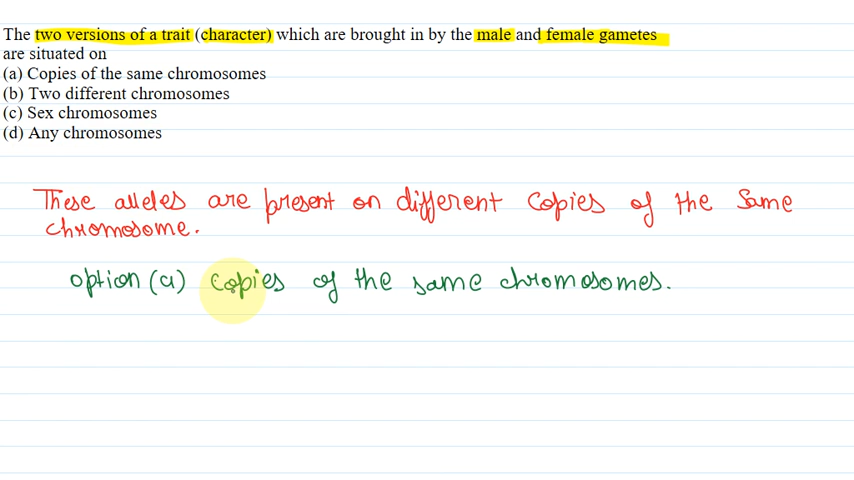 The two versions of a trait (character) which are brought in by the male and female gametes
are situated on
(a) Copies of the same chromosomes
(b) Two different chromosomes
(c) Sex chromosomes
(d) Any chromosomes
These alleles are present on different copies of the same
chromosome.
option (a) copies of the same chromosomes.